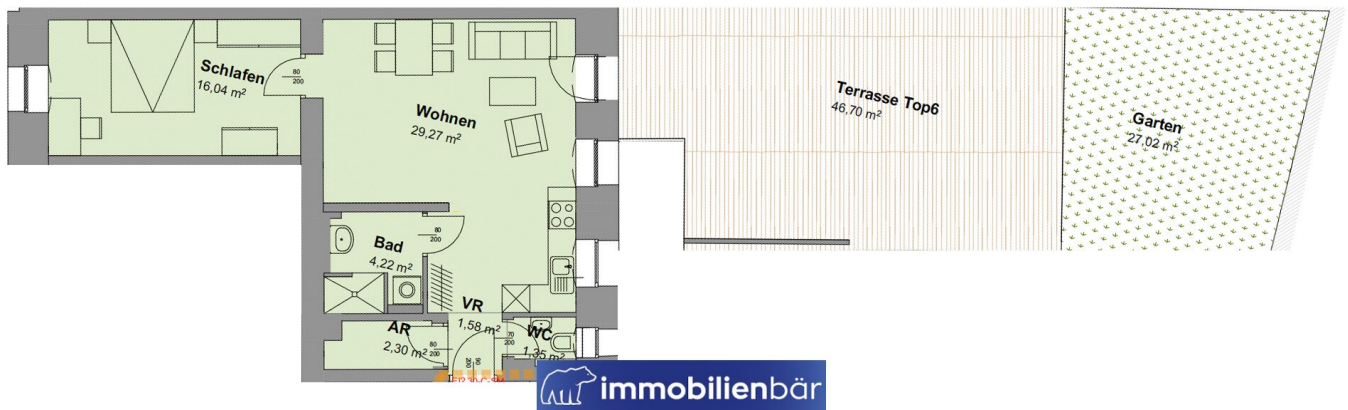 Schlafen
16,04 m²
80
200
Wohnen
29,27 m²
Terrasse Top6
46,70 m²
Garten
27,02 m²
Bad
4,22 m²
80
200
VR
1,58 m²
AR
2,30 m²
80
200
70
200
WC
1,35 m²
90
200
immobilienbär